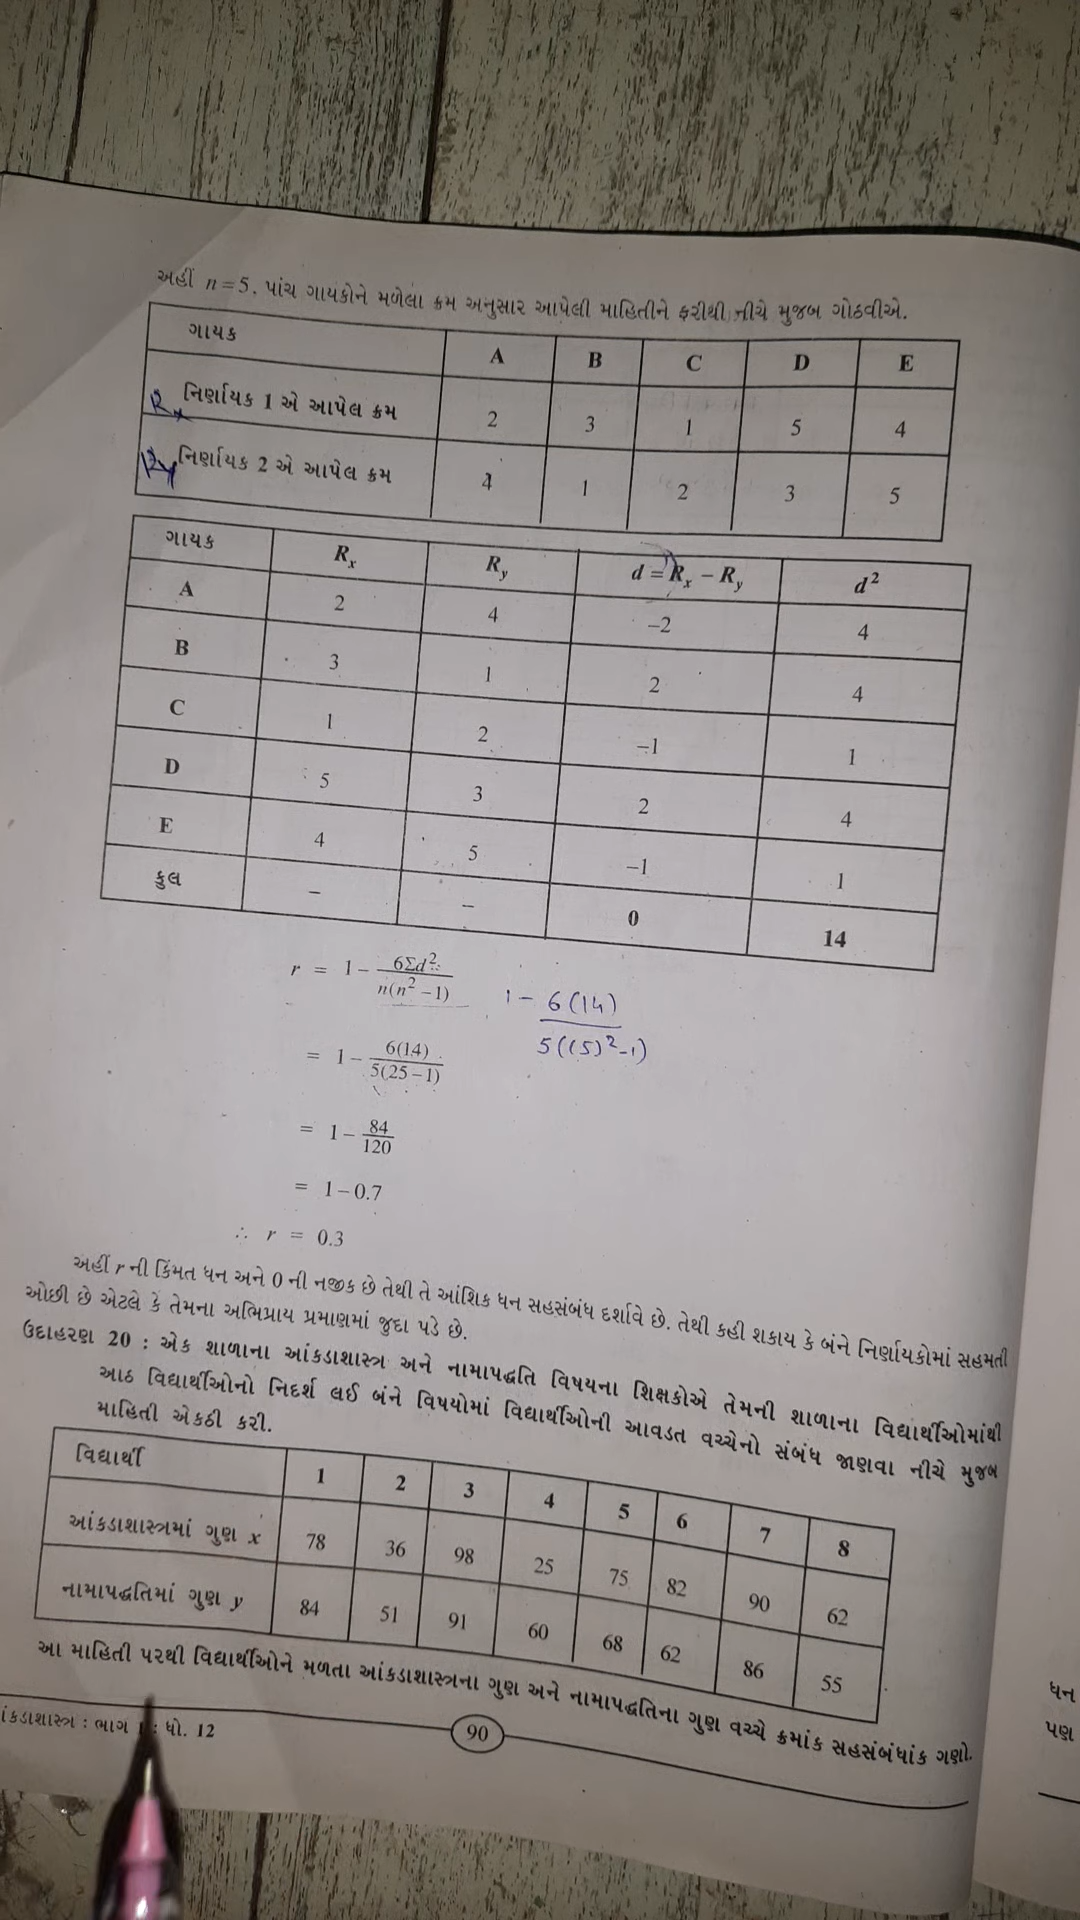 અહીં n = 5. પાંચ ગાયકોને મળેલા ક્રમ અનુસાર આપેલી માહિતીને ફરીથી નીચે મુજબ ગોઠવીએ.
ગાયક A B C D E
Rx નિર્ણાયક 1 એ આપેલ ક્રમ 2 3 1 5 4
Ry નિર્ણાયક 2 એ આપેલ ક્રમ 4 1 2 3 5
ગાયક Rx Ry d = Rx – Ry d²
A 2 4 –2 4
B 3 1 2 4
C 1 2 –1 1
D 5 3 2 4
E 4 5 –1 1
કુલ – – 0 14
r = 1 – 6Σd² / n(n² – 1)
1 – 6(14) / 5((5)² – 1)
= 1 – 6(14) / 5(25 – 1)
= 1 – 84 / 120
= 1 – 0.7
∴ r = 0.3
અહીં r ની કિંમત ધન અને 0 ની નજીક છે તેથી તે આંશિક ધન સહસંબંધ દર્શાવે છે. તેથી કહી શકાય કે બંને નિર્ણાયકોમાં સહમતી
ઓછી છે એટલે કે તેમના અભિપ્રાય પ્રમાણમાં જુદા પડે છે.
ઉદાહરણ 20 : એક શાળાના આંકડાશાસ્ત્ર અને નામાપદ્ધતિ વિષયના શિક્ષકોએ તેમની શાળાના વિદ્યાર્થીઓમાંથી
આઠ વિદ્યાર્થીઓનો નિદર્શ લઈ બંને વિષયોમાં વિદ્યાર્થીઓની આવડત વચ્ચેનો સંબંધ જાણવા નીચે મુજબ
માહિતી એકઠી કરી.
વિદ્યાર્થી 1 2 3 4 5 6 7 8
આંકડાશાસ્ત્રમાં ગુણ x 78 36 98 25 75 82 90 62
નામાપદ્ધતિમાં ગુણ y 84 51 91 60 68 62 86 55
આ માહિતી પરથી વિદ્યાર્થીઓને મળતા આંકડાશાસ્ત્રના ગુણ અને નામાપદ્ધતિના ગુણ વચ્ચે ક્રમાંક સહસંબંધાંક ગણો.
ાંકડાશાસ્ત્ર : ભાગ 1 : ધો. 12
90
ધન
પણ